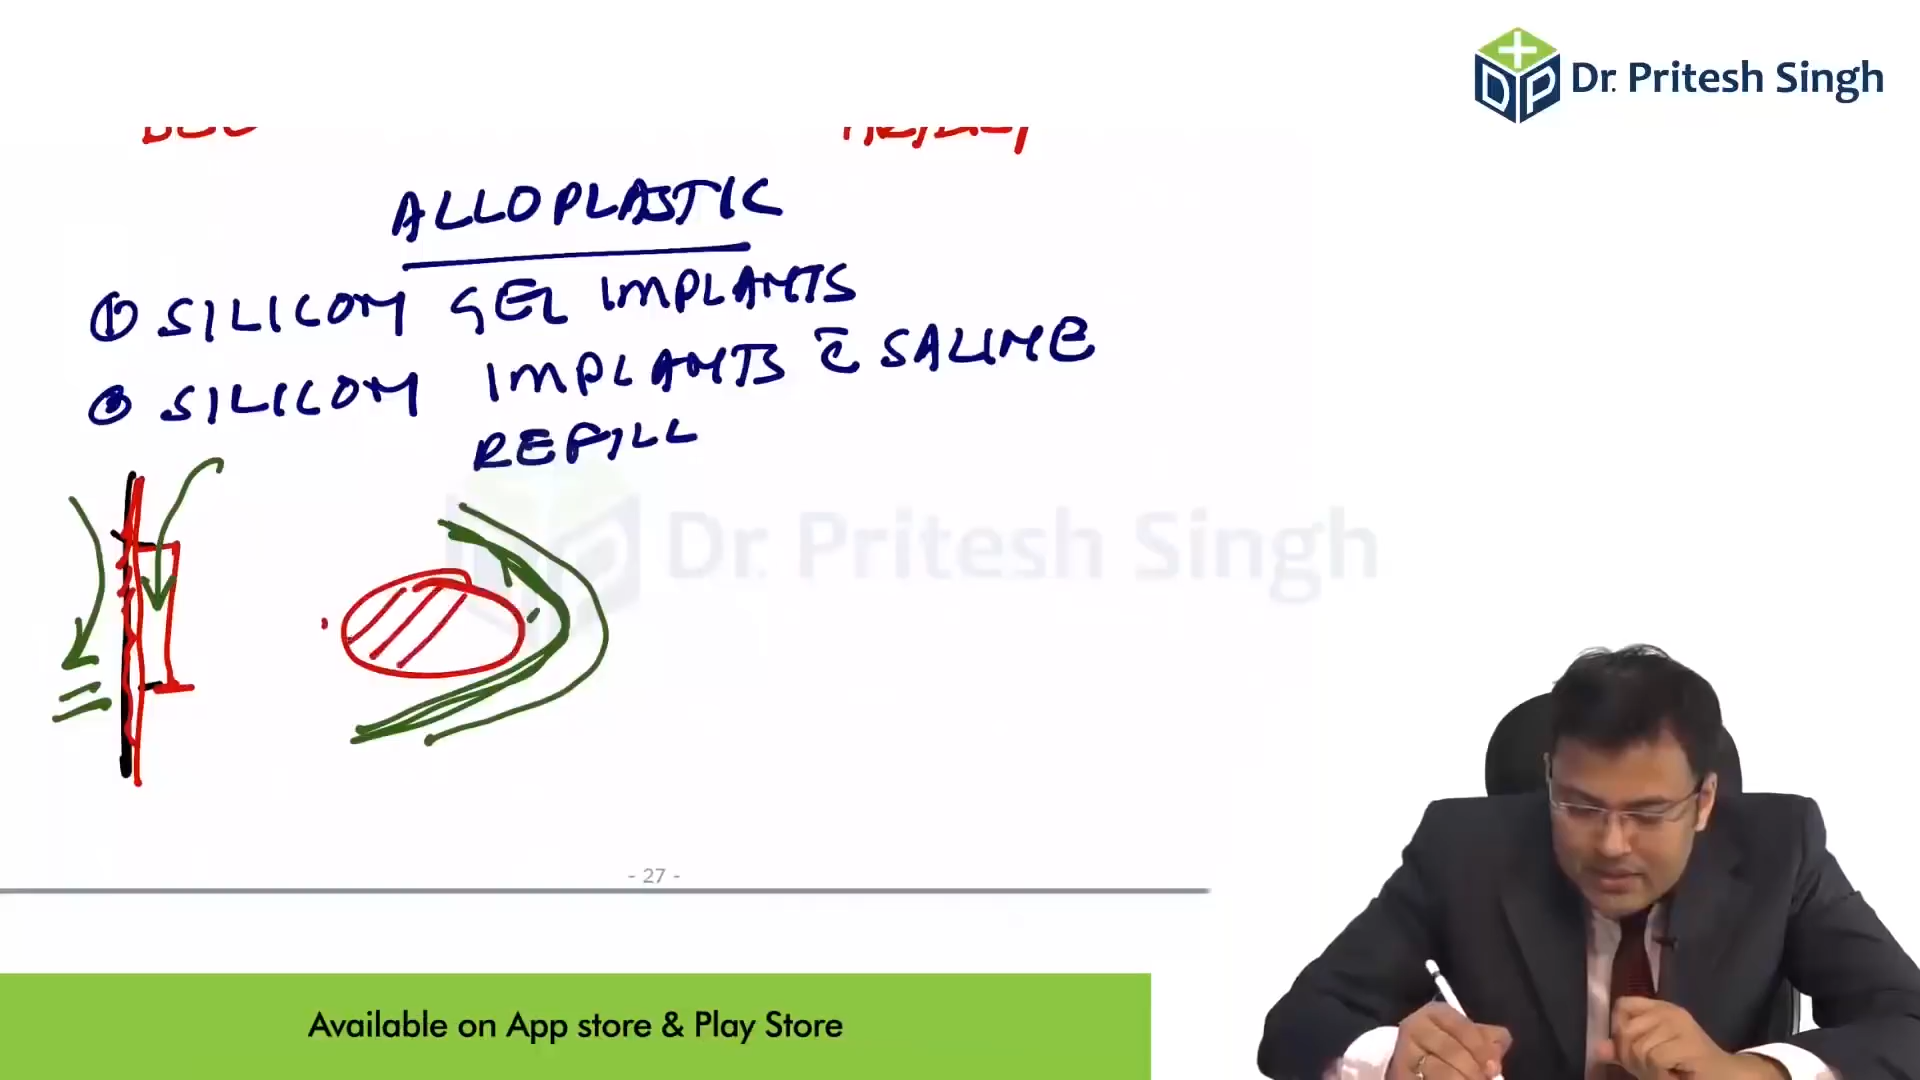 Dr. Pritesh Singh
ALLOPLASTIC
① SILICON GEL IMPLANTS
② SILICON IMPLANTS c̄ SALINE
REFILL
Dr. Pritesh Singh
- 27 -
Available on App store & Play Store